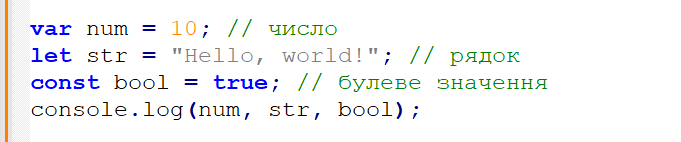 var num = 10; // число
let str = "Hello, world!"; // рядок
const bool = true; // булеве значення
console.log(num, str, bool);